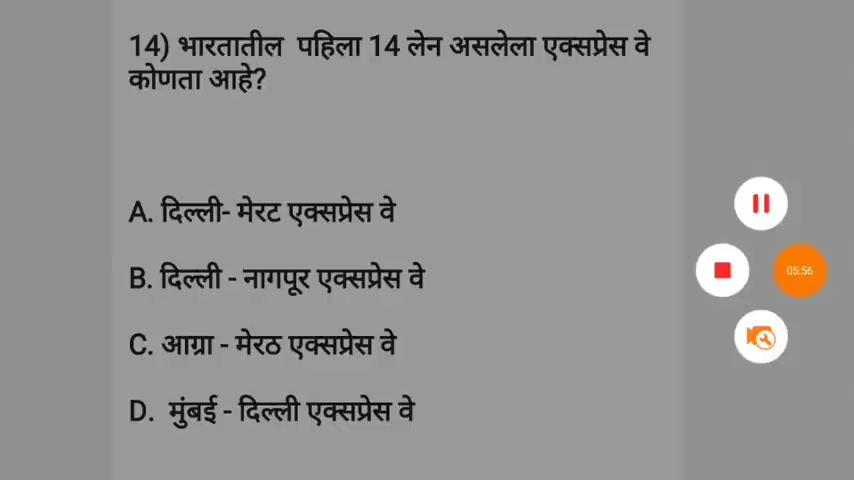 14) भारतातील पहिला 14 लेन असलेला एक्सप्रेस वे
कोणता आहे?
A. दिल्ली- मेरट एक्सप्रेस वे
B. दिल्ली - नागपूर एक्सप्रेस वे
C. आग्रा - मेरठ एक्सप्रेस वे
D. मुंबई - दिल्ली एक्सप्रेस वे
05:56